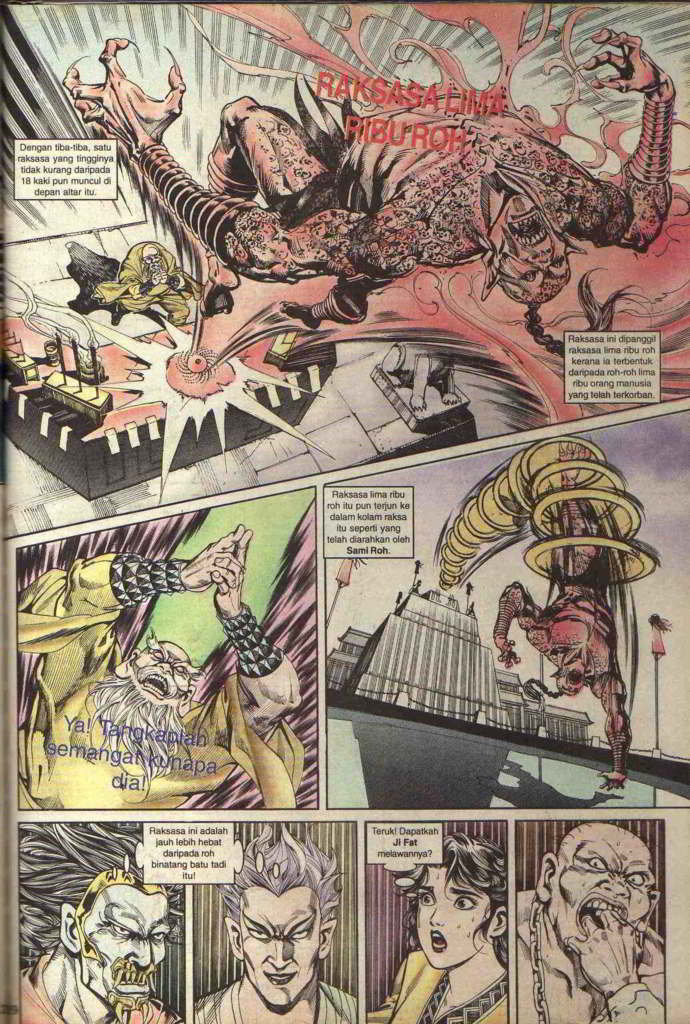 RAKSASA LIMA
RIBU ROH
Dengan tiba-tiba, satu
raksasa yang tingginya
tidak kurang daripada
18 kaki pun muncul di
depan altar itu.
Raksasa ini dipanggil
raksasa lima ribu roh
kerana ia terbentuk
daripada roh-roh lima
ribu orang manusia
yang telah terkorban.
Raksasa lima ribu
roh itu pun terjun ke
dalam kolam raksa
itu seperti yang
telah diarahkan oleh
Sami Roh.
Ya! Tangkaplah
semangat kunapa
dia!
Raksasa ini adalah
jauh lebih hebat
daripada roh
binatang batu tadi
itu!
Teruk! Dapatkah
Ji Fat
melawannya?